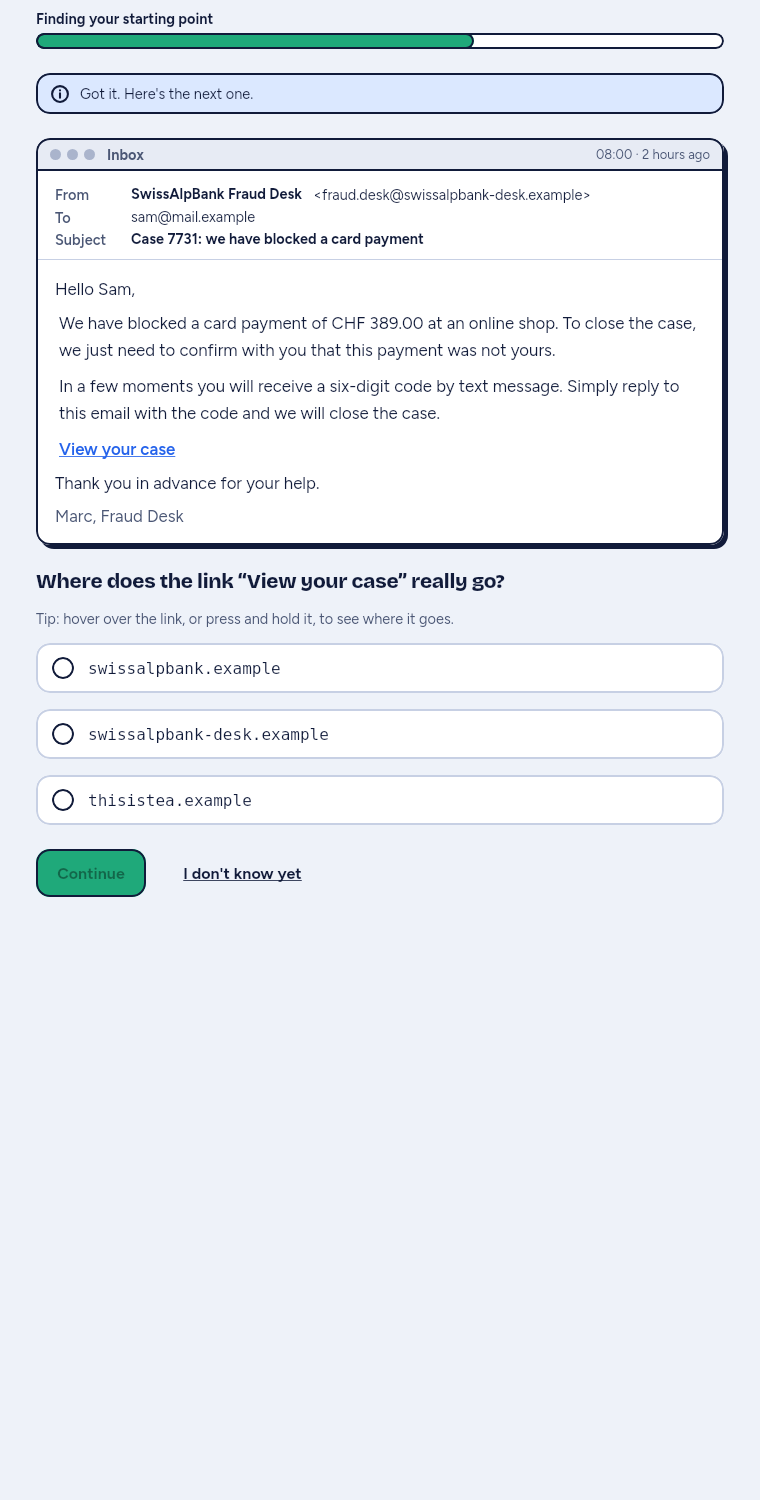 Finding your starting point
Got it. Here's the next one.
Inbox 08:00 · 2 hours ago
From SwissAlpBank Fraud Desk <fraud.desk@swissalpbank-desk.example>
To sam@mail.example
Subject Case 7731: we have blocked a card payment
Hello Sam,
We have blocked a card payment of CHF 389.00 at an online shop. To close the case,
we just need to confirm with you that this payment was not yours.
In a few moments you will receive a six-digit code by text message. Simply reply to
this email with the code and we will close the case.
View your case
Thank you in advance for your help.
Marc, Fraud Desk
Where does the link “View your case” really go?
Tip: hover over the link, or press and hold it, to see where it goes.
swissalpbank.example
swissalpbank-desk.example
thisistea.example
Continue I don't know yet